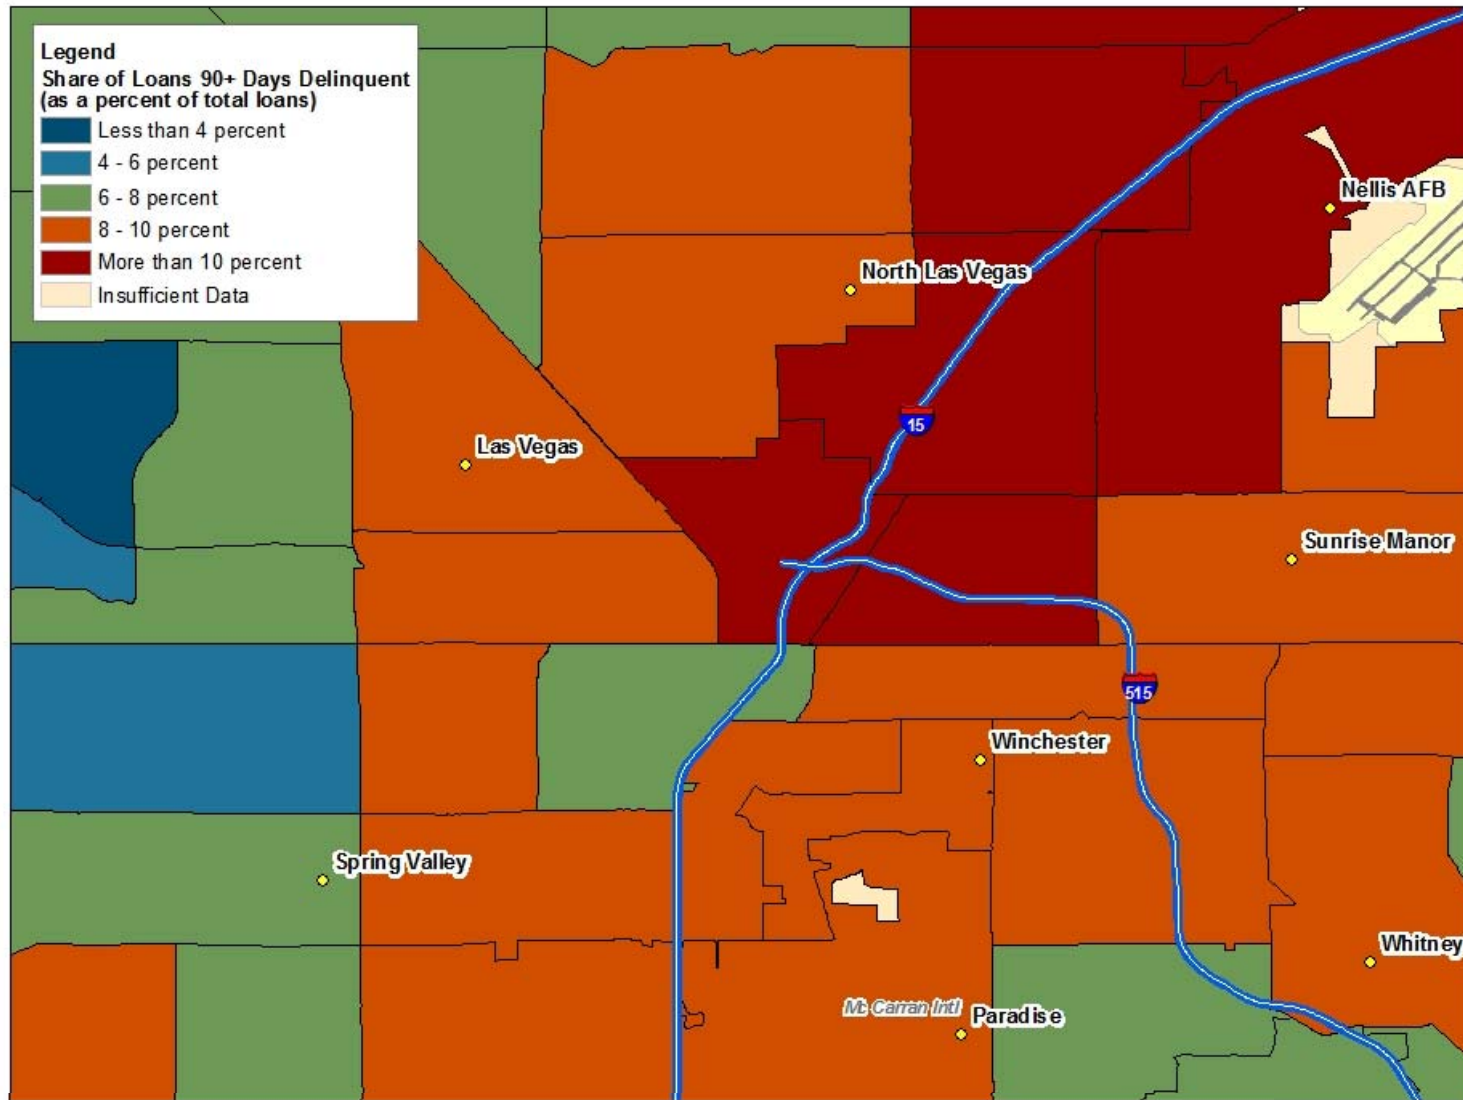 Legend
Share of Loans 90+ Days Delinquent
(as a percent of total loans)
Less than 4 percent
4 - 6 percent
6 - 8 percent
8 - 10 percent
More than 10 percent
Insufficient Data
Nellis AFB
North Las Vegas
15
Las Vegas
Sunrise Manor
515
Winchester
Spring Valley
Whitney
Mc Carran Intl
Paradise